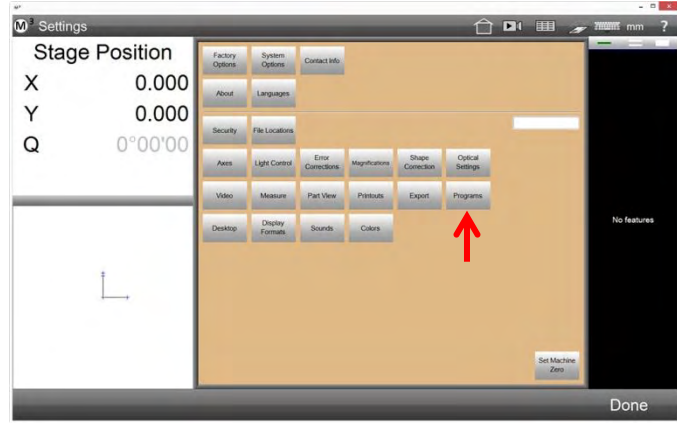 M³
M³ Settings
mm ?
Stage Position
X 0.000
Y 0.000
Q 0°00'00
Factory Options
System Options
Contact Info
About
Languages
Security
File Locations
Axes
Light Control
Error Corrections
Magnifications
Shape Correction
Optical Settings
Video
Measure
Part View
Printouts
Export
Programs
Desktop
Display Formats
Sounds
Colors
No features
Set Machine Zero
Done